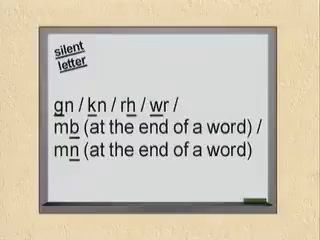 silent
letter
gn / kn / rh / wr /
mb (at the end of a word) /
mn (at the end of a word)